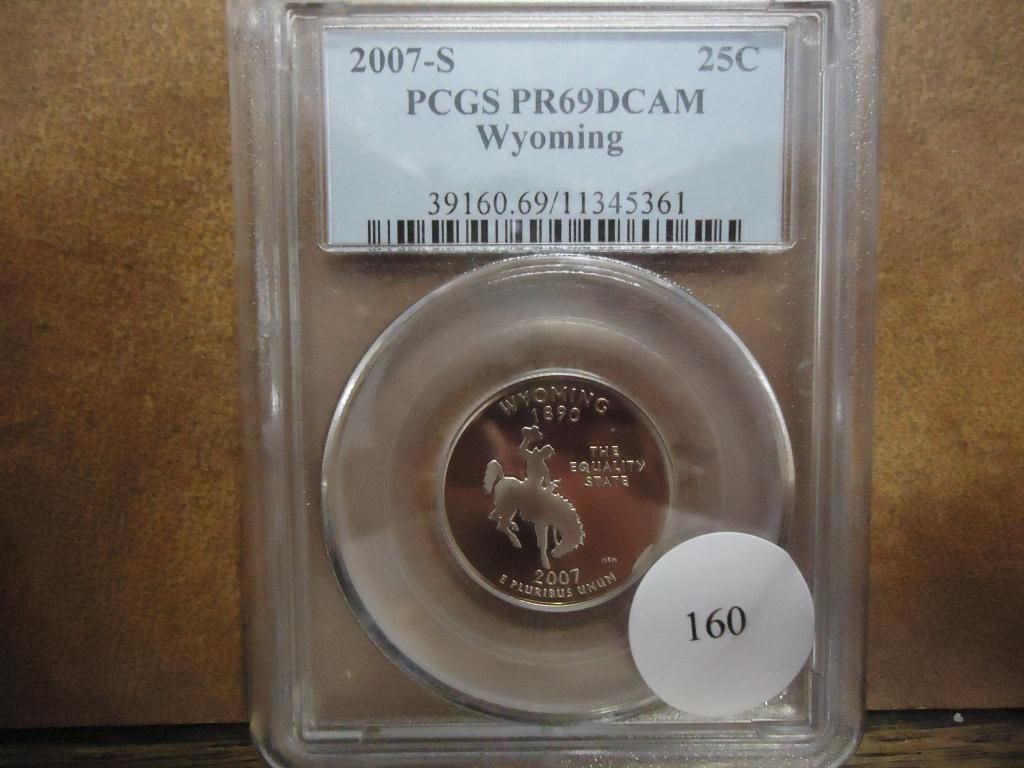 2007-S 25C
PCGS PR69DCAM
Wyoming
39160.69/11345361
WYOMING
1890
THE
EQUALITY
STATE
2007
E PLURIBUS UNUM
160